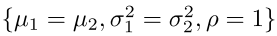 {μ₁ = μ₂, σ₁² = σ₂², ρ = 1}